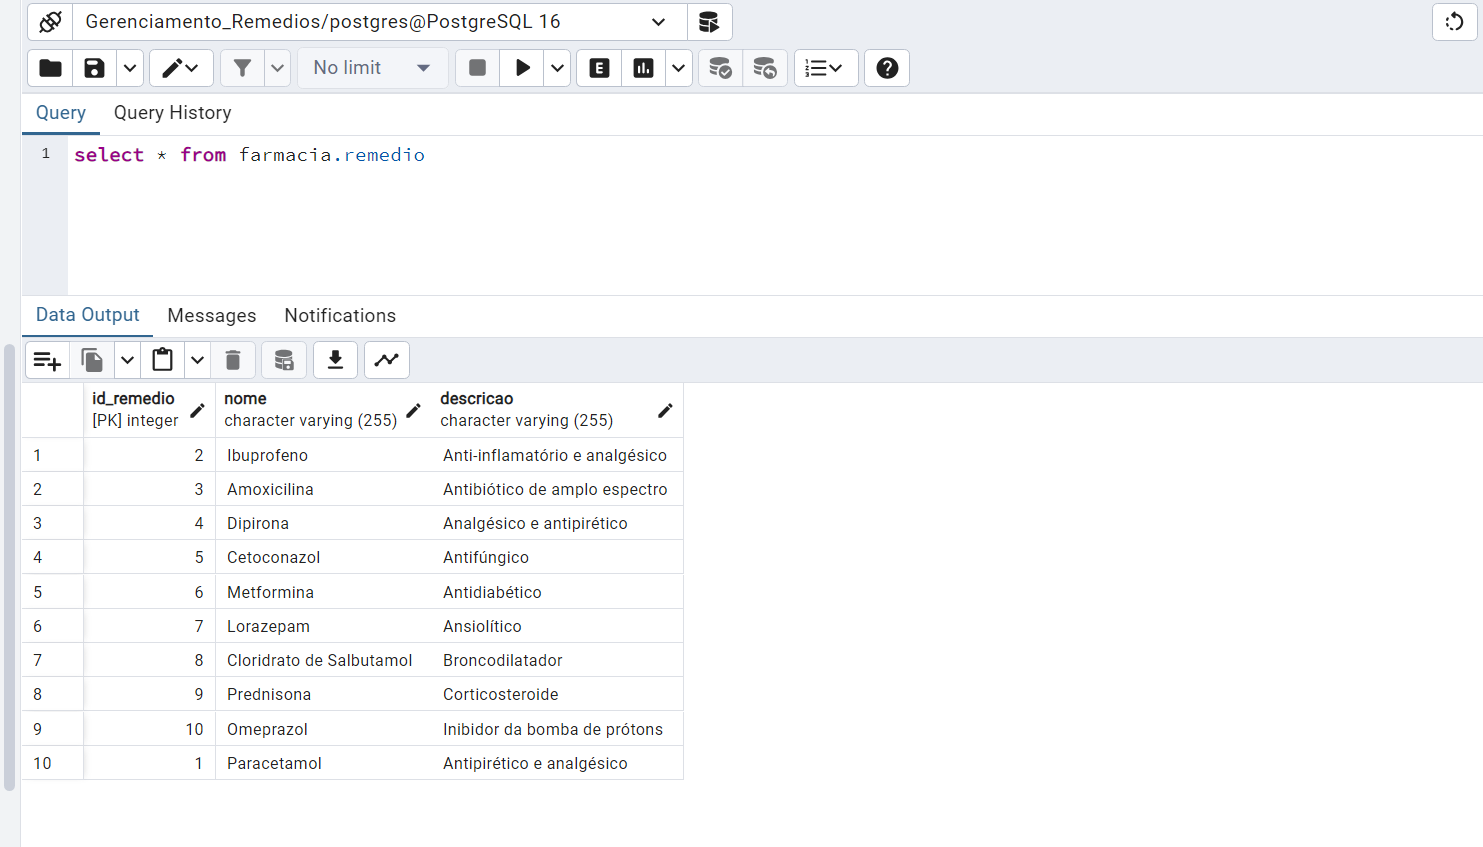 Gerenciamento_Remedios/postgres@PostgreSQL 16
No limit
E
Query Query History
1 select * from farmacia.remedio
Data Output Messages Notifications
id_remedio nome descricao
[PK] integer character varying (255) character varying (255)
1 2 Ibuprofeno Anti-inflamatório e analgésico
2 3 Amoxicilina Antibiótico de amplo espectro
3 4 Dipirona Analgésico e antipirético
4 5 Cetoconazol Antifúngico
5 6 Metformina Antidiabético
6 7 Lorazepam Ansiolítico
7 8 Cloridrato de Salbutamol Broncodilatador
8 9 Prednisona Corticosteroide
9 10 Omeprazol Inibidor da bomba de prótons
10 1 Paracetamol Antipirético e analgésico